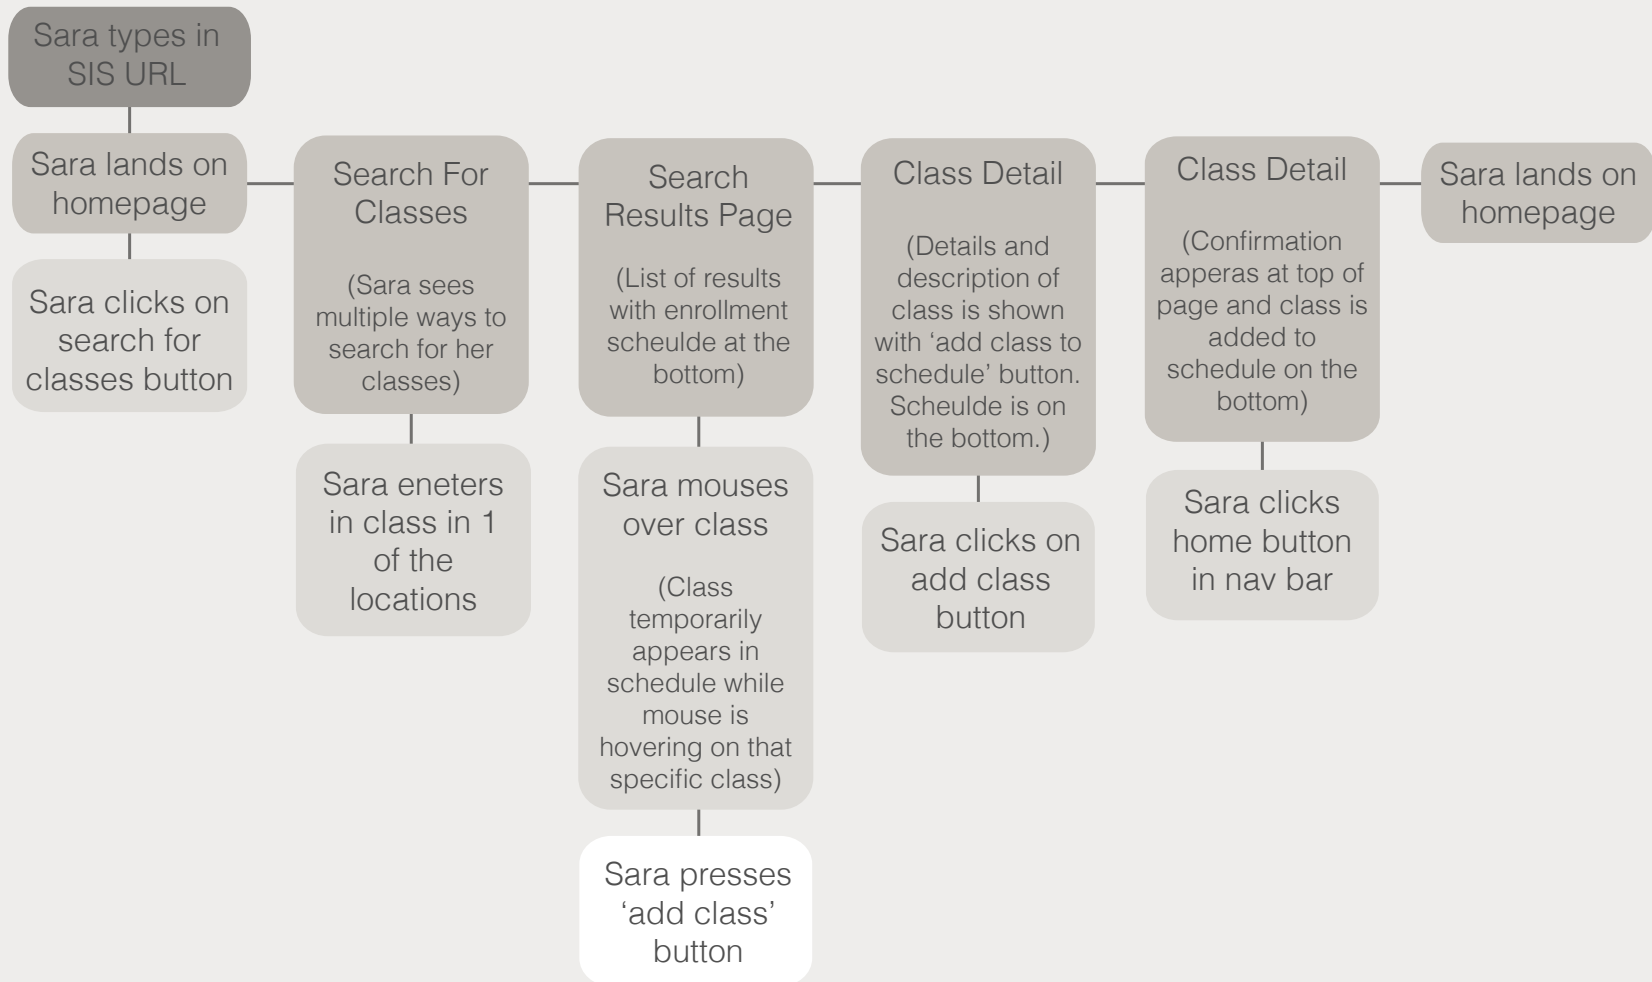 Sara types in
SIS URL
Sara lands on
homepage
Sara clicks on
search for
classes button
Search For
Classes
(Sara sees
multiple ways to
search for her
classes)
Sara eneters
in class in 1
of the
locations
Search
Results Page
(List of results
with enrollment
scheulde at the
bottom)
Sara mouses
over class
(Class
temporarily
appears in
schedule while
mouse is
hovering on that
specific class)
Sara presses
‘add class’
button
Class Detail
(Details and
description of
class is shown
with ‘add class to
schedule’ button.
Scheulde is on
the bottom.)
Sara clicks on
add class
button
Class Detail
(Confirmation
apperas at top of
page and class is
added to
schedule on the
bottom)
Sara clicks
home button
in nav bar
Sara lands on
homepage